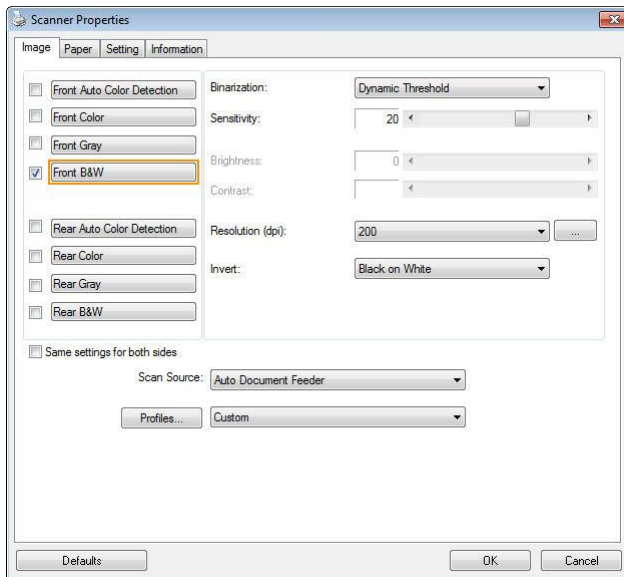 Scanner Properties
Image Paper Setting Information
Front Auto Color Detection
Front Color
Front Gray
Front B&W
Rear Auto Color Detection
Rear Color
Rear Gray
Rear B&W
Binarization: Dynamic Threshold
Sensitivity: 20
Brightness: 0
Contrast:
Resolution (dpi): 200 ...
Invert: Black on White
Same settings for both sides
Scan Source: Auto Document Feeder
Profiles... Custom
Defaults OK Cancel